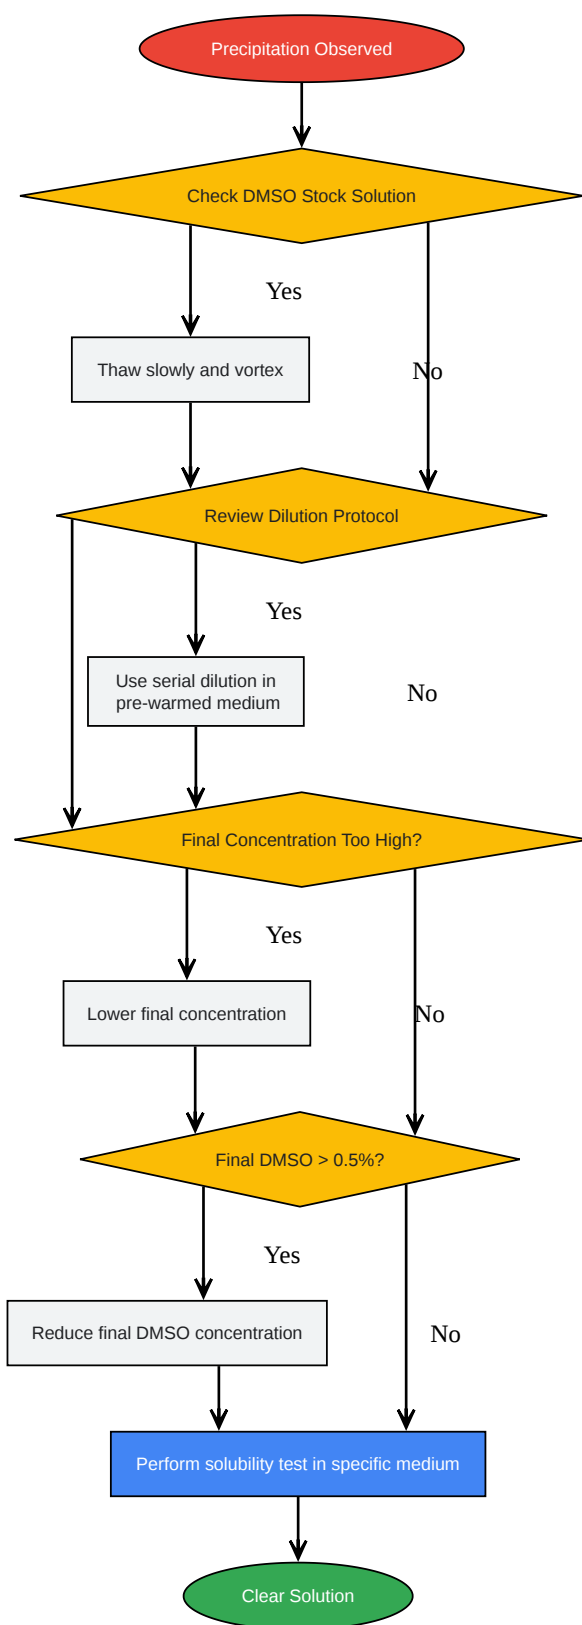 Precipitation Observed
Check DMSO Stock Solution
Yes
Thaw slowly and vortex
No
Review Dilution Protocol
Yes
Use serial dilution in
pre-warmed medium
No
Final Concentration Too High?
Yes
Lower final concentration
No
Final DMSO > 0.5%?
Yes
Reduce final DMSO concentration
No
Perform solubility test in specific medium
Clear Solution